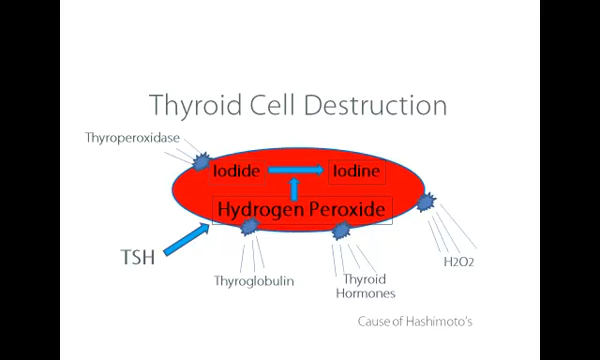 Thyroid Cell Destruction
Thyroperoxidase
Iodide
Iodine
Hydrogen Peroxide
TSH
Thyroglobulin
Thyroid
Hormones
H2O2
Cause of Hashimoto's